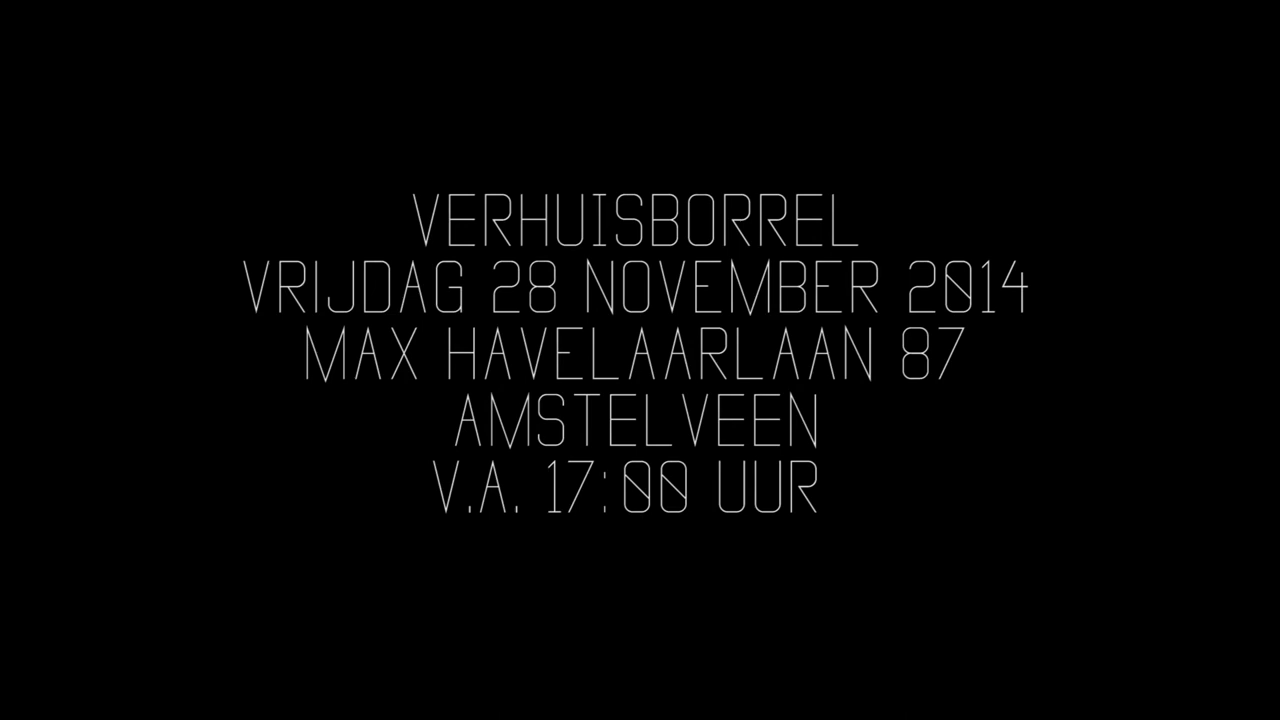 VERHUISBORREL
VRIJDAG 28 NOVEMBER 2014
MAX HAVELAARLAAN 87
AMSTELVEEN
V.A. 17:00 UUR